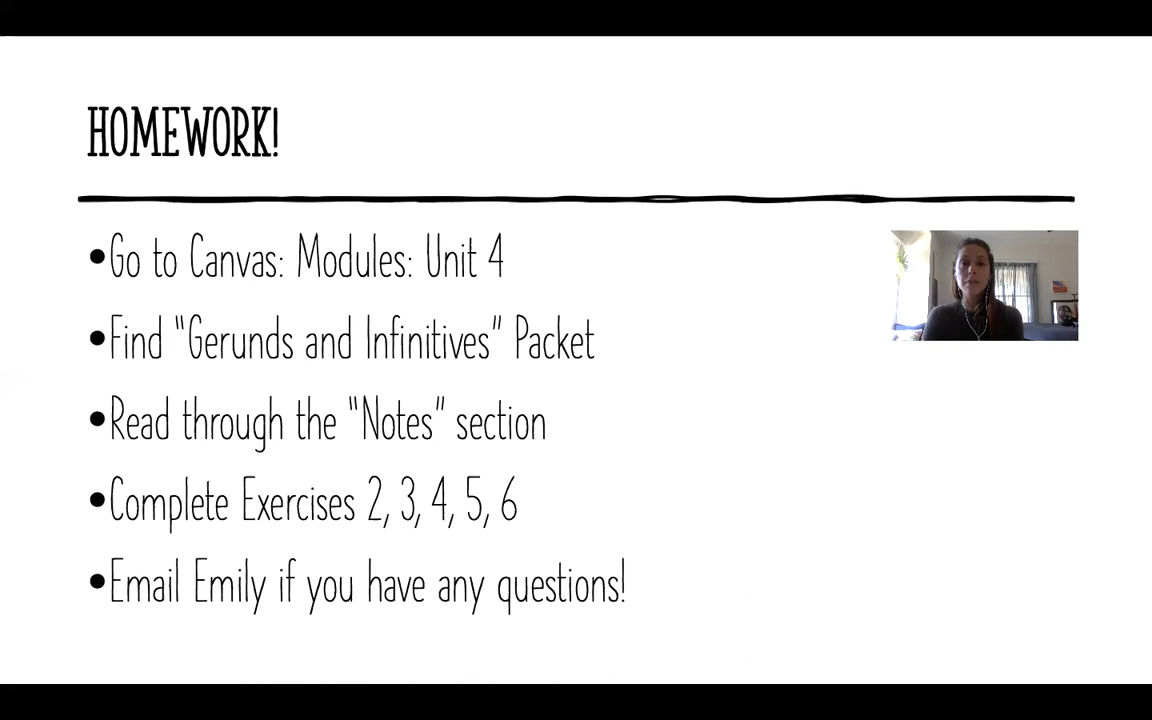 HOMEWORK!
•Go to Canvas: Modules: Unit 4
•Find "Gerunds and Infinitives" Packet
•Read through the "Notes" section
•Complete Exercises 2, 3, 4, 5, 6
•Email Emily if you have any questions!